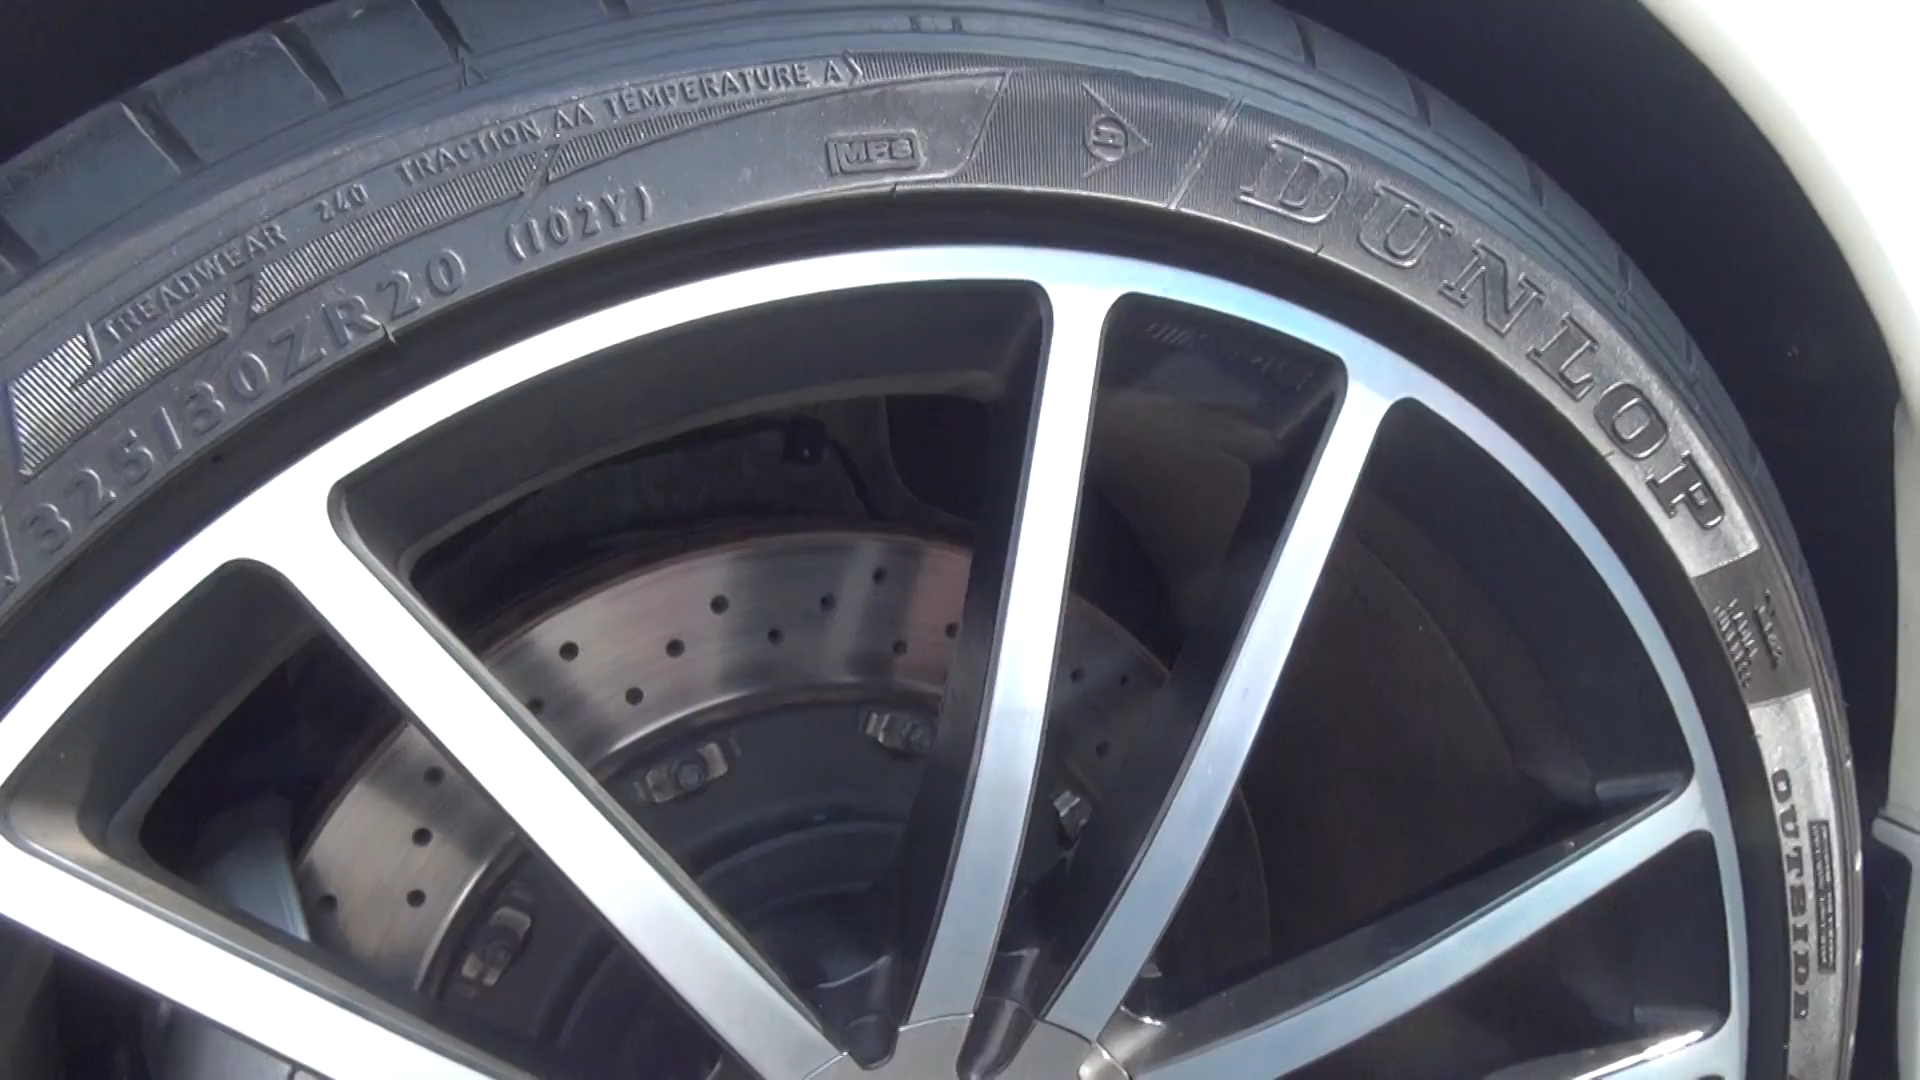 TREADWEAR 240 TRACTION AA TEMPERATURE A
325/30ZR20 (102Y)
MFS
DUNLOP
OUTSIDE